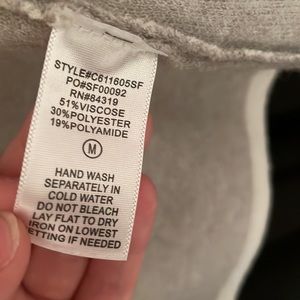 STYLE#C611605SF
PO#SF00092
RN#84319
51%VISCOSE
30%POLYESTER
19%POLYAMIDE
M
HAND WASH
SEPARATELY IN
COLD WATER
DO NOT BLEACH
LAY FLAT TO DRY
IRON ON LOWEST
ETTING IF NEEDED